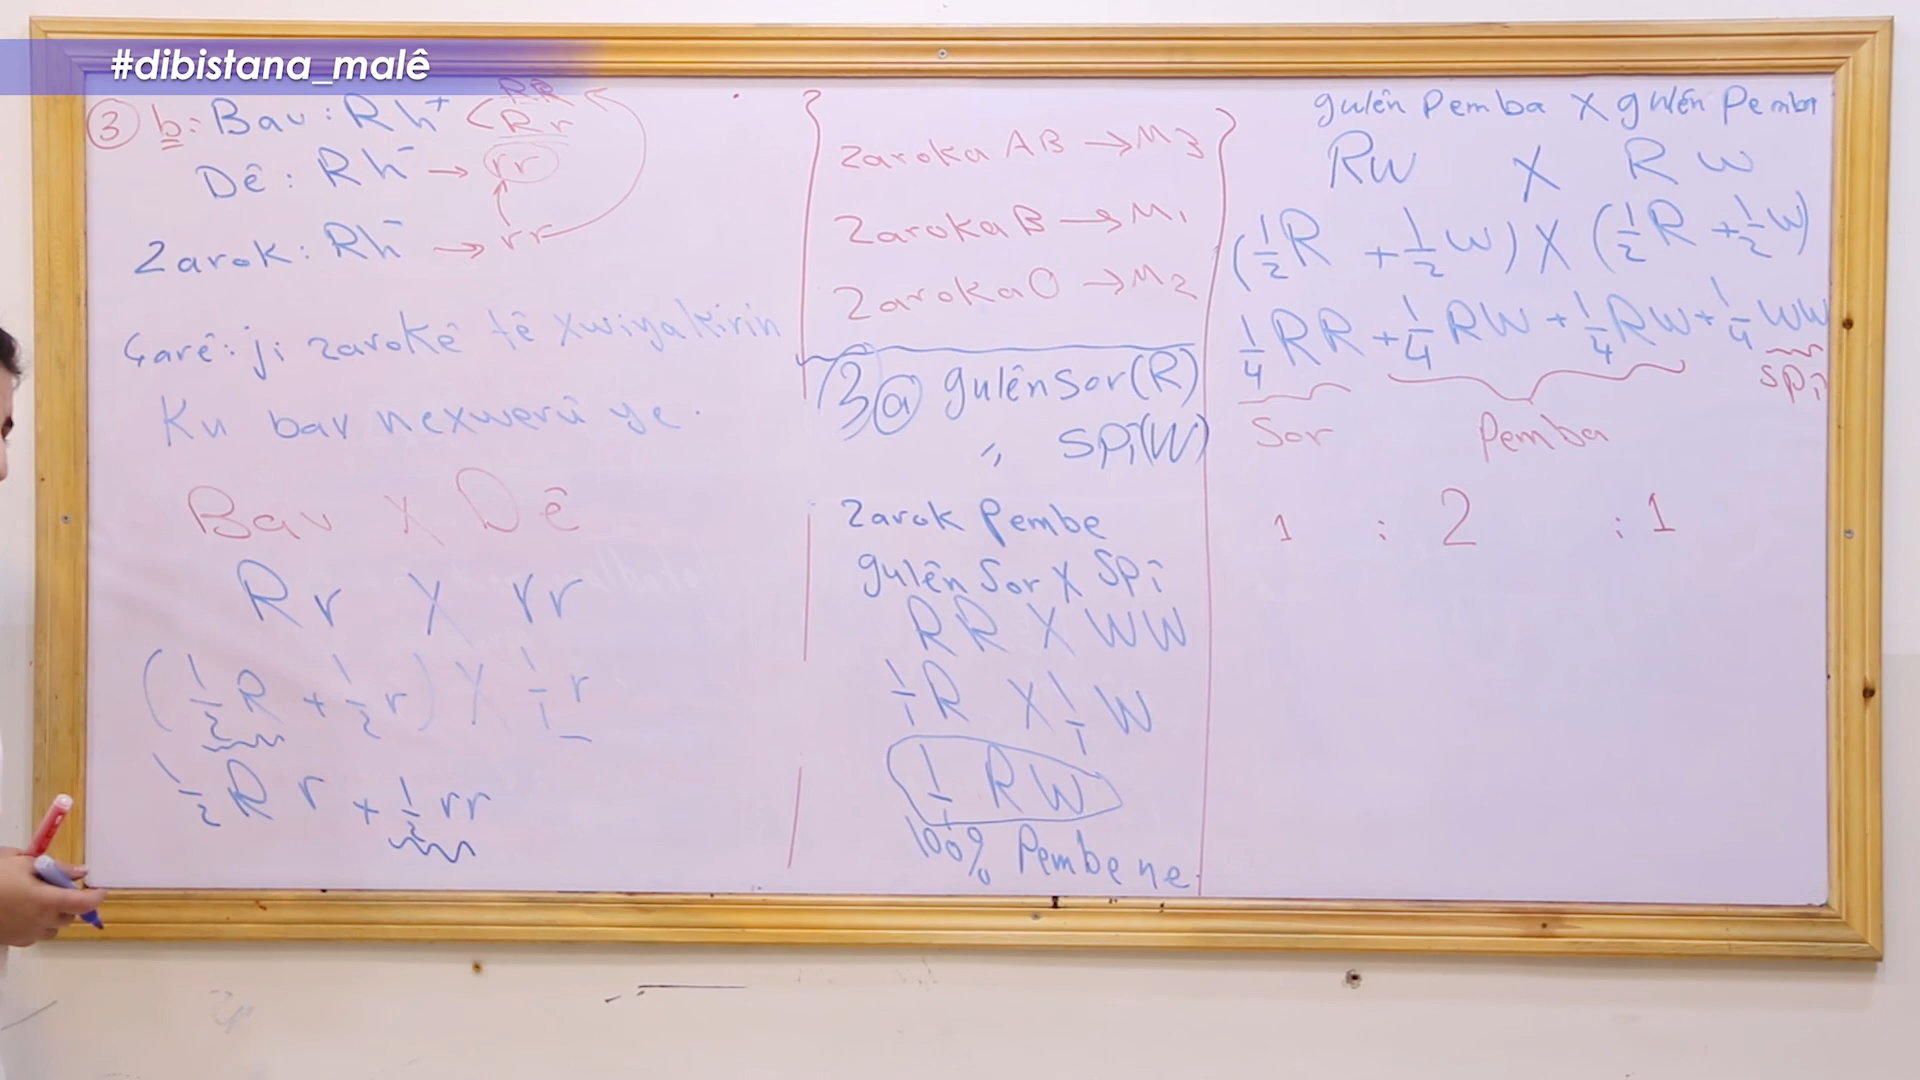 #dibistana_malê
③ b: Bav: Rh⁺ < RR
Rr
Dê: Rh⁻ → rr
Zarok: Rh⁻ → rr
Çarê: ji zarokê tê xwiyakirin
Ku bav nexwerû ye.
Bav X Dê
Rr X rr
(1/2 R + 1/2 r) X 1/1 r
1/2 R r + 1/2 rr
Zaroka AB → M3
Zaroka B → M1
Zaroka O → M2
3 ⓐ gulên Sor (R)
〃 Spî (W)
Zarok Pembe
gulên Sor X Spî
RR X WW
1/1 R X 1/1 W
1/1 RW
100% Pembe ne.
gulên Pemba X gulên Pemba
RW X RW
(1/2 R + 1/2 W) X (1/2 R + 1/2 W)
1/4 RR + 1/4 RW + 1/4 RW + 1/4 WW
Sor Pemba Spî
1 : 2 : 1